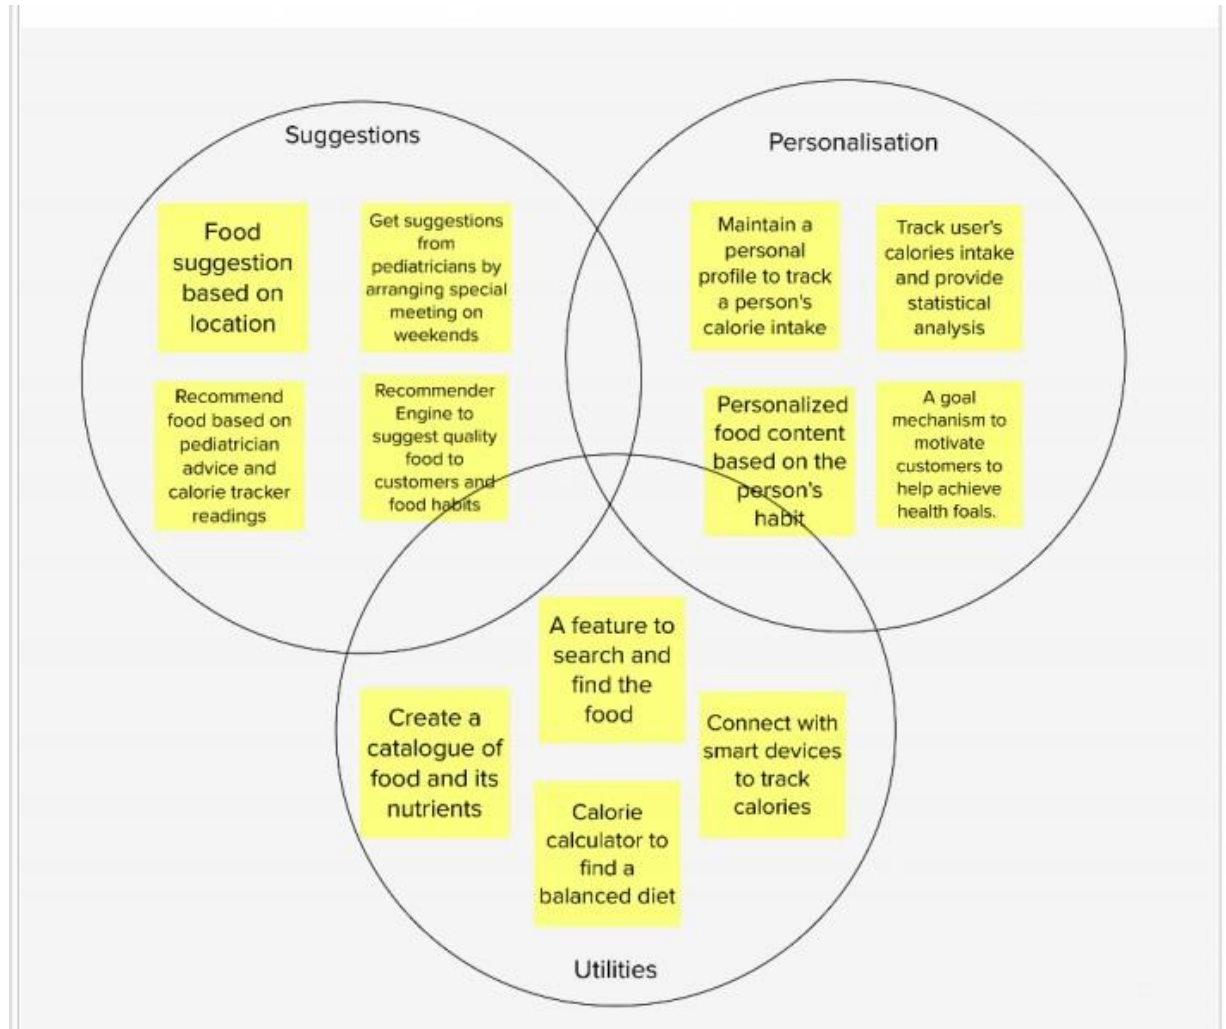 Suggestions
Food
suggestion
based on
location
Get suggestions
from
pediatricians by
arranging special
meeting on
weekends
Recommend
food based on
pediatrician
advice and
calorie tracker
readings
Recommender
Engine to
suggest quality
food to
customers and
food habits
Personalisation
Maintain a
personal
profile to track
a person's
calorie intake
Track user's
calories intake
and provide
statistical
analysis
Personalized
food content
based on the
person's
habit
A goal
mechanism to
motivate
customers to
help achieve
health foals.
A feature to
search and
find the
food
Create a
catalogue of
food and its
nutrients
Connect with
smart devices
to track
calories
Calorie
calculator to
find a
balanced diet
Utilities